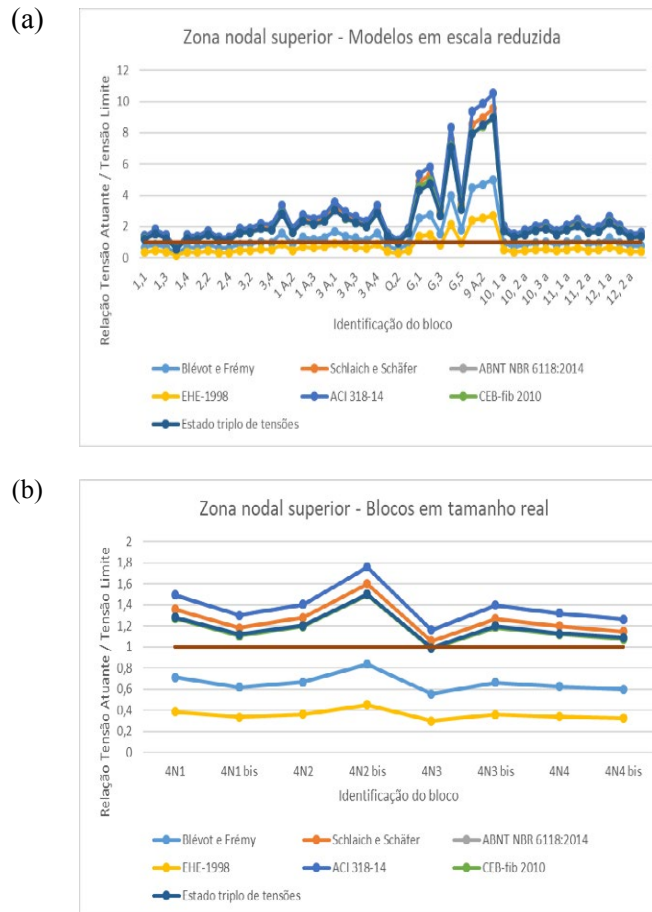 (a)
Zona nodal superior - Modelos em escala reduzida
Relação Tensão Atuante / Tensão Limite
12
10
8
6
4
2
0
1,1
1,3
1,4
2,2
2,4
3,2
3,4
1 A,2
1 A,3
3 A,1
3 A,3
3 A,4
Q,2
G,1
G,3
G,5
9 A,2
10, 1 a
10, 2 a
10, 3 a
11, 1 a
11, 2 a
12, 1 a
12, 2 a
Identificação do bloco
Blévot e Frémy
Schlaich e Schäfer
ABNT NBR 6118:2014
EHE-1998
ACI 318-14
CEB-fib 2010
Estado triplo de tensões
(b)
Zona nodal superior - Blocos em tamanho real
Relação Tensão Atuante / Tensão Limite
2
1,8
1,6
1,4
1,2
1
0,8
0,6
0,4
0,2
0
4N1
4N1 bis
4N2
4N2 bis
4N3
4N3 bis
4N4
4N4 bis
Identificação do bloco
Blévot e Frémy
Schlaich e Schäfer
ABNT NBR 6118:2014
EHE-1998
ACI 318-14
CEB-fib 2010
Estado triplo de tensões